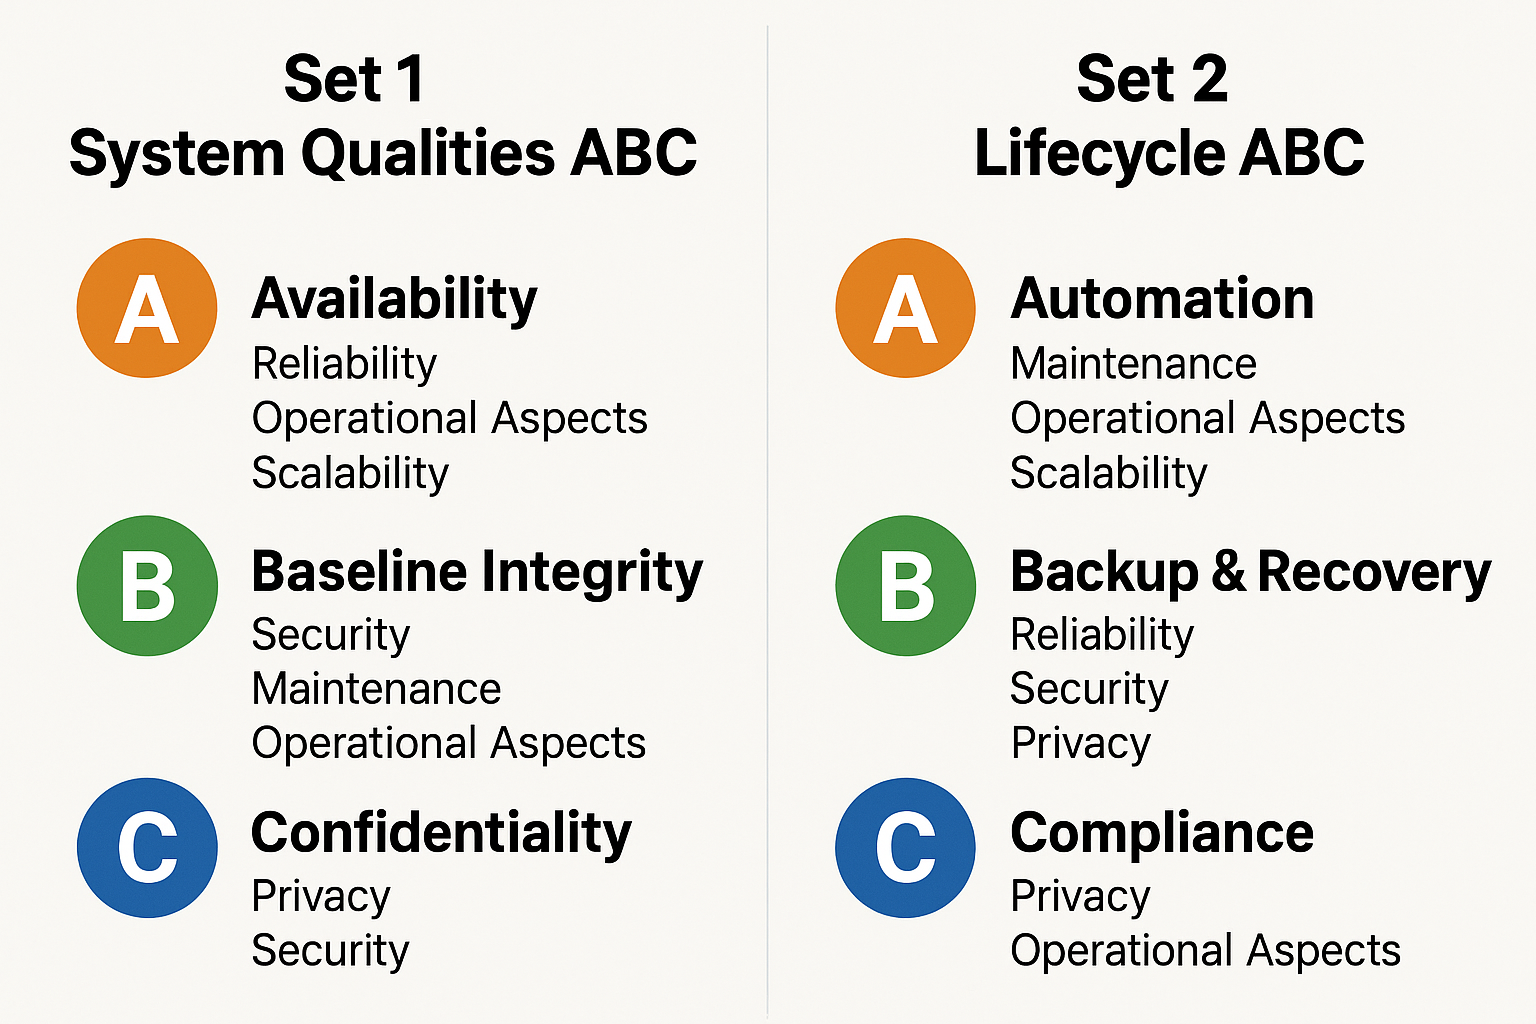 Set 1
System Qualities ABC
A
Availability
Reliability
Operational Aspects
Scalability
B
Baseline Integrity
Security
Maintenance
Operational Aspects
C
Confidentiality
Privacy
Security
Set 2
Lifecycle ABC
A
Automation
Maintenance
Operational Aspects
Scalability
B
Backup & Recovery
Reliability
Security
Privacy
C
Compliance
Privacy
Operational Aspects